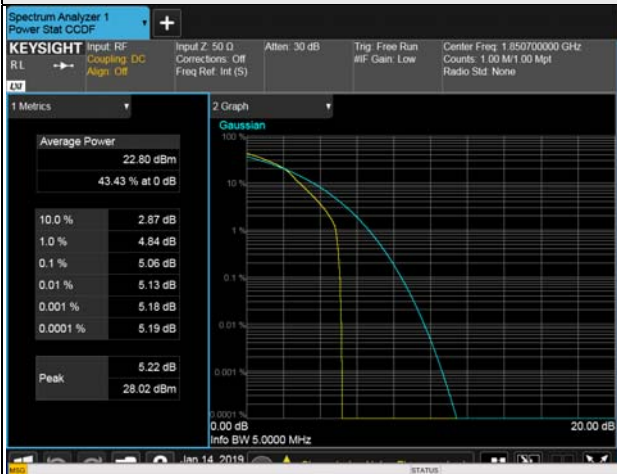 Spectrum Analyzer 1
Power Stat CCDF
+
KEYSIGHT
RL
LXI
Input: RF
Coupling: DC
Align: Off
Input Z: 50 Ω
Corrections: Off
Freq Ref: Int (S)
Atten: 30 dB
Trig: Free Run
#IF Gain: Low
Center Freq: 1.850700000 GHz
Counts: 1.00 M/1.00 Mpt
Radio Std: None
1 Metrics
Average Power
22.80 dBm
43.43 % at 0 dB
10.0 % 2.87 dB
1.0 % 4.84 dB
0.1 % 5.06 dB
0.01 % 5.13 dB
0.001 % 5.18 dB
0.0001 % 5.19 dB
Peak
5.22 dB
28.02 dBm
2 Graph
Gaussian
100 %
10 %
1 %
0.1 %
0.01 %
0.001 %
0.0001 %
0.00 dB 20.00 dB
Info BW 5.0000 MHz
Jan 14, 2019
MSG STATUS